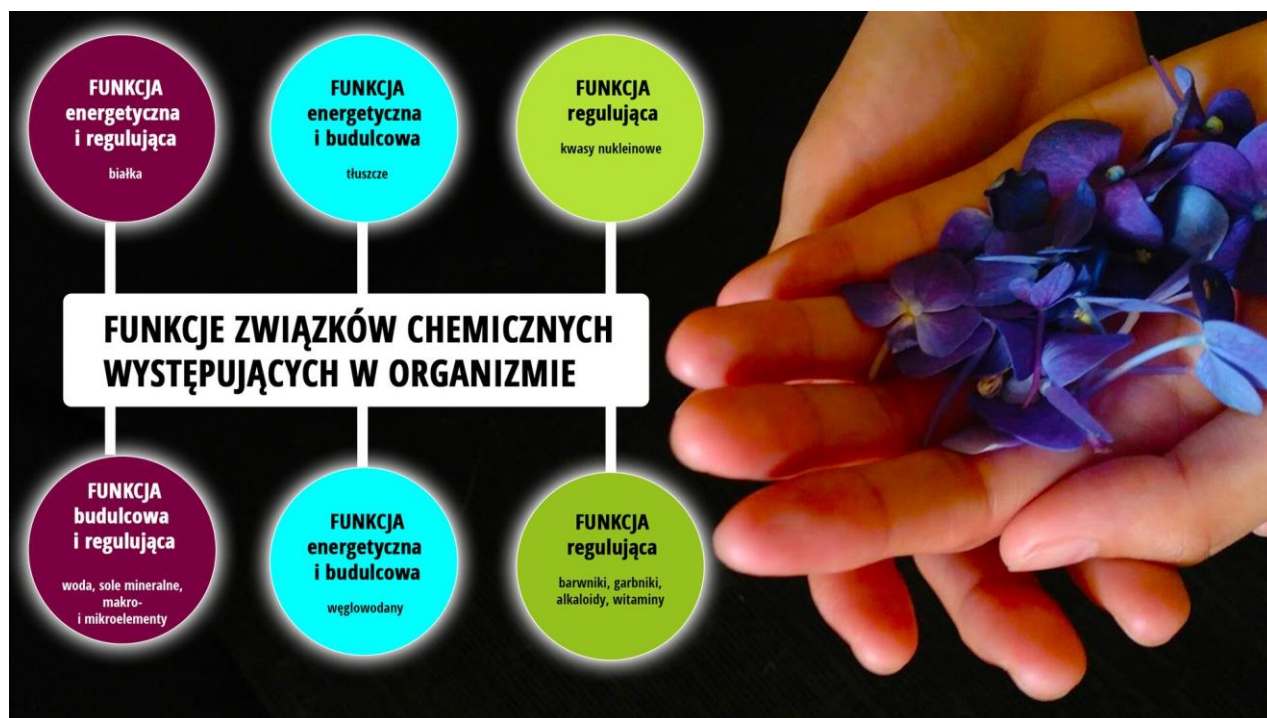 FUNKCJA
energetyczna
i regulująca
białka
FUNKCJA
energetyczna
i budulcowa
tłuszcze
FUNKCJA
regulująca
kwasy nukleinowe
FUNKCJE ZWIĄZKÓW CHEMICZNYCH
WYSTĘPUJĄCYCH W ORGANIZMIE
FUNKCJA
budulcowa
i regulująca
woda, sole mineralne,
makro-
i mikroelementy
FUNKCJA
energetyczna
i budulcowa
węglowodany
FUNKCJA
regulująca
barwniki, garbniki,
alkaloidy, witaminy